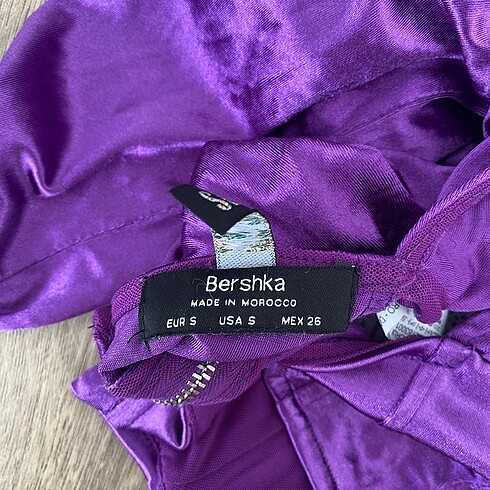 S
Bershka
MADE IN MOROCCO
EUR S USA S MEX 26